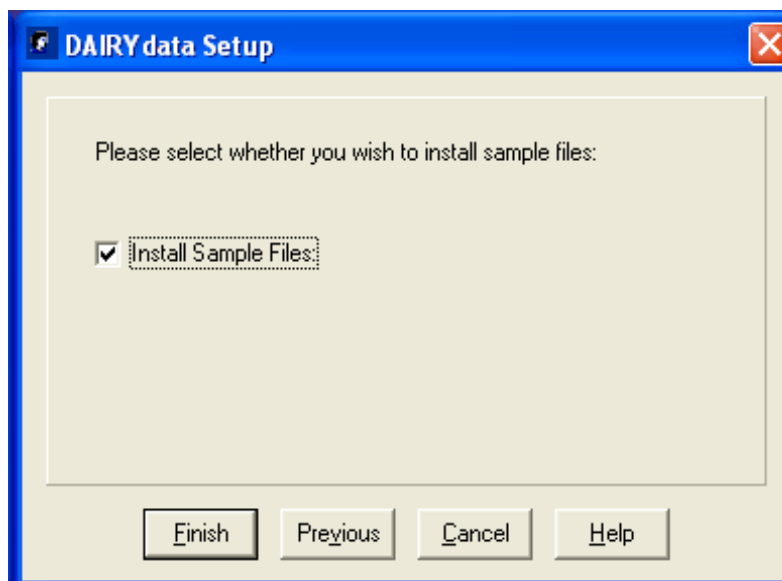 DAIRYdata Setup
Please select whether you wish to install sample files:
Install Sample Files:
Finish Previous Cancel Help